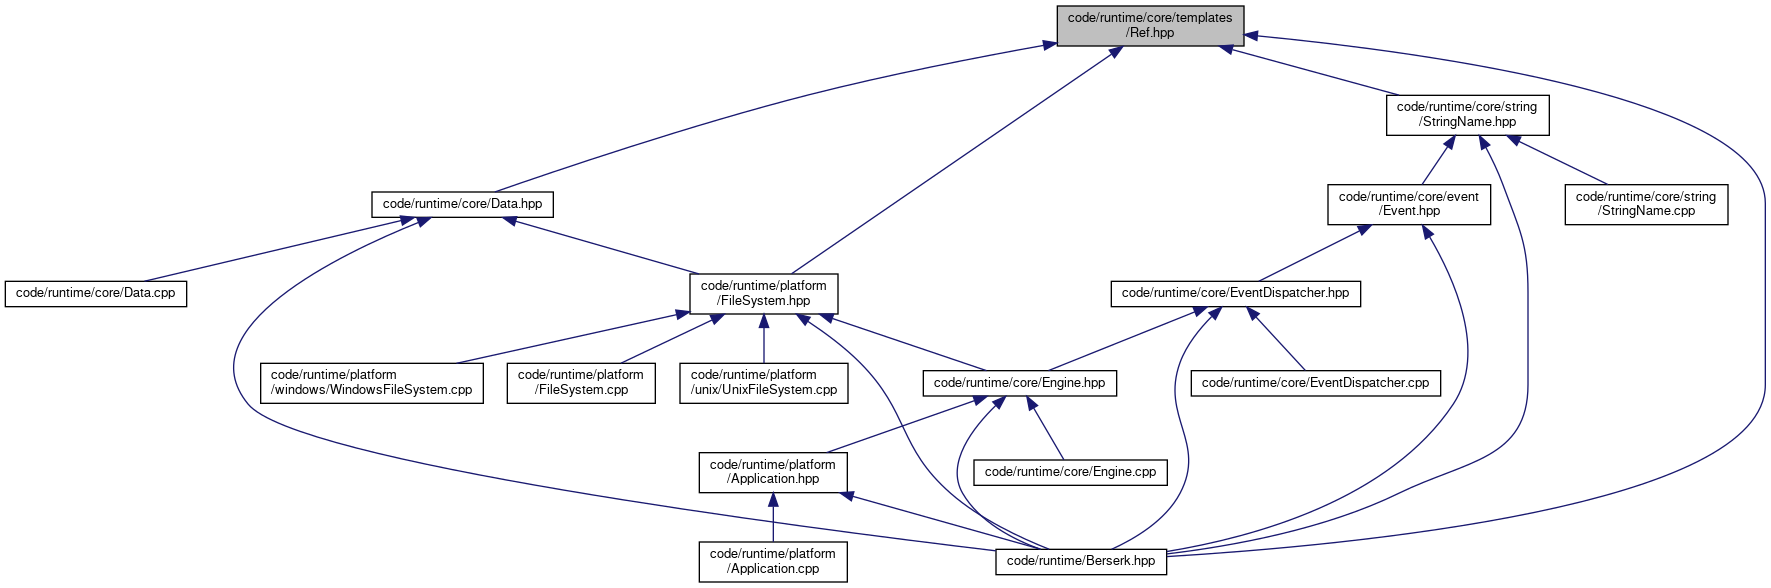 code/runtime/core/templates
/Ref.hpp
code/runtime/core/string
/StringName.hpp
code/runtime/core/Data.hpp
code/runtime/core/event
/Event.hpp
code/runtime/core/string
/StringName.cpp
code/runtime/core/Data.cpp
code/runtime/platform
/FileSystem.hpp
code/runtime/core/EventDispatcher.hpp
code/runtime/platform
/windows/WindowsFileSystem.cpp
code/runtime/platform
/FileSystem.cpp
code/runtime/platform
/unix/UnixFileSystem.cpp
code/runtime/core/Engine.hpp
code/runtime/core/EventDispatcher.cpp
code/runtime/platform
/Application.hpp
code/runtime/core/Engine.cpp
code/runtime/platform
/Application.cpp
code/runtime/Berserk.hpp